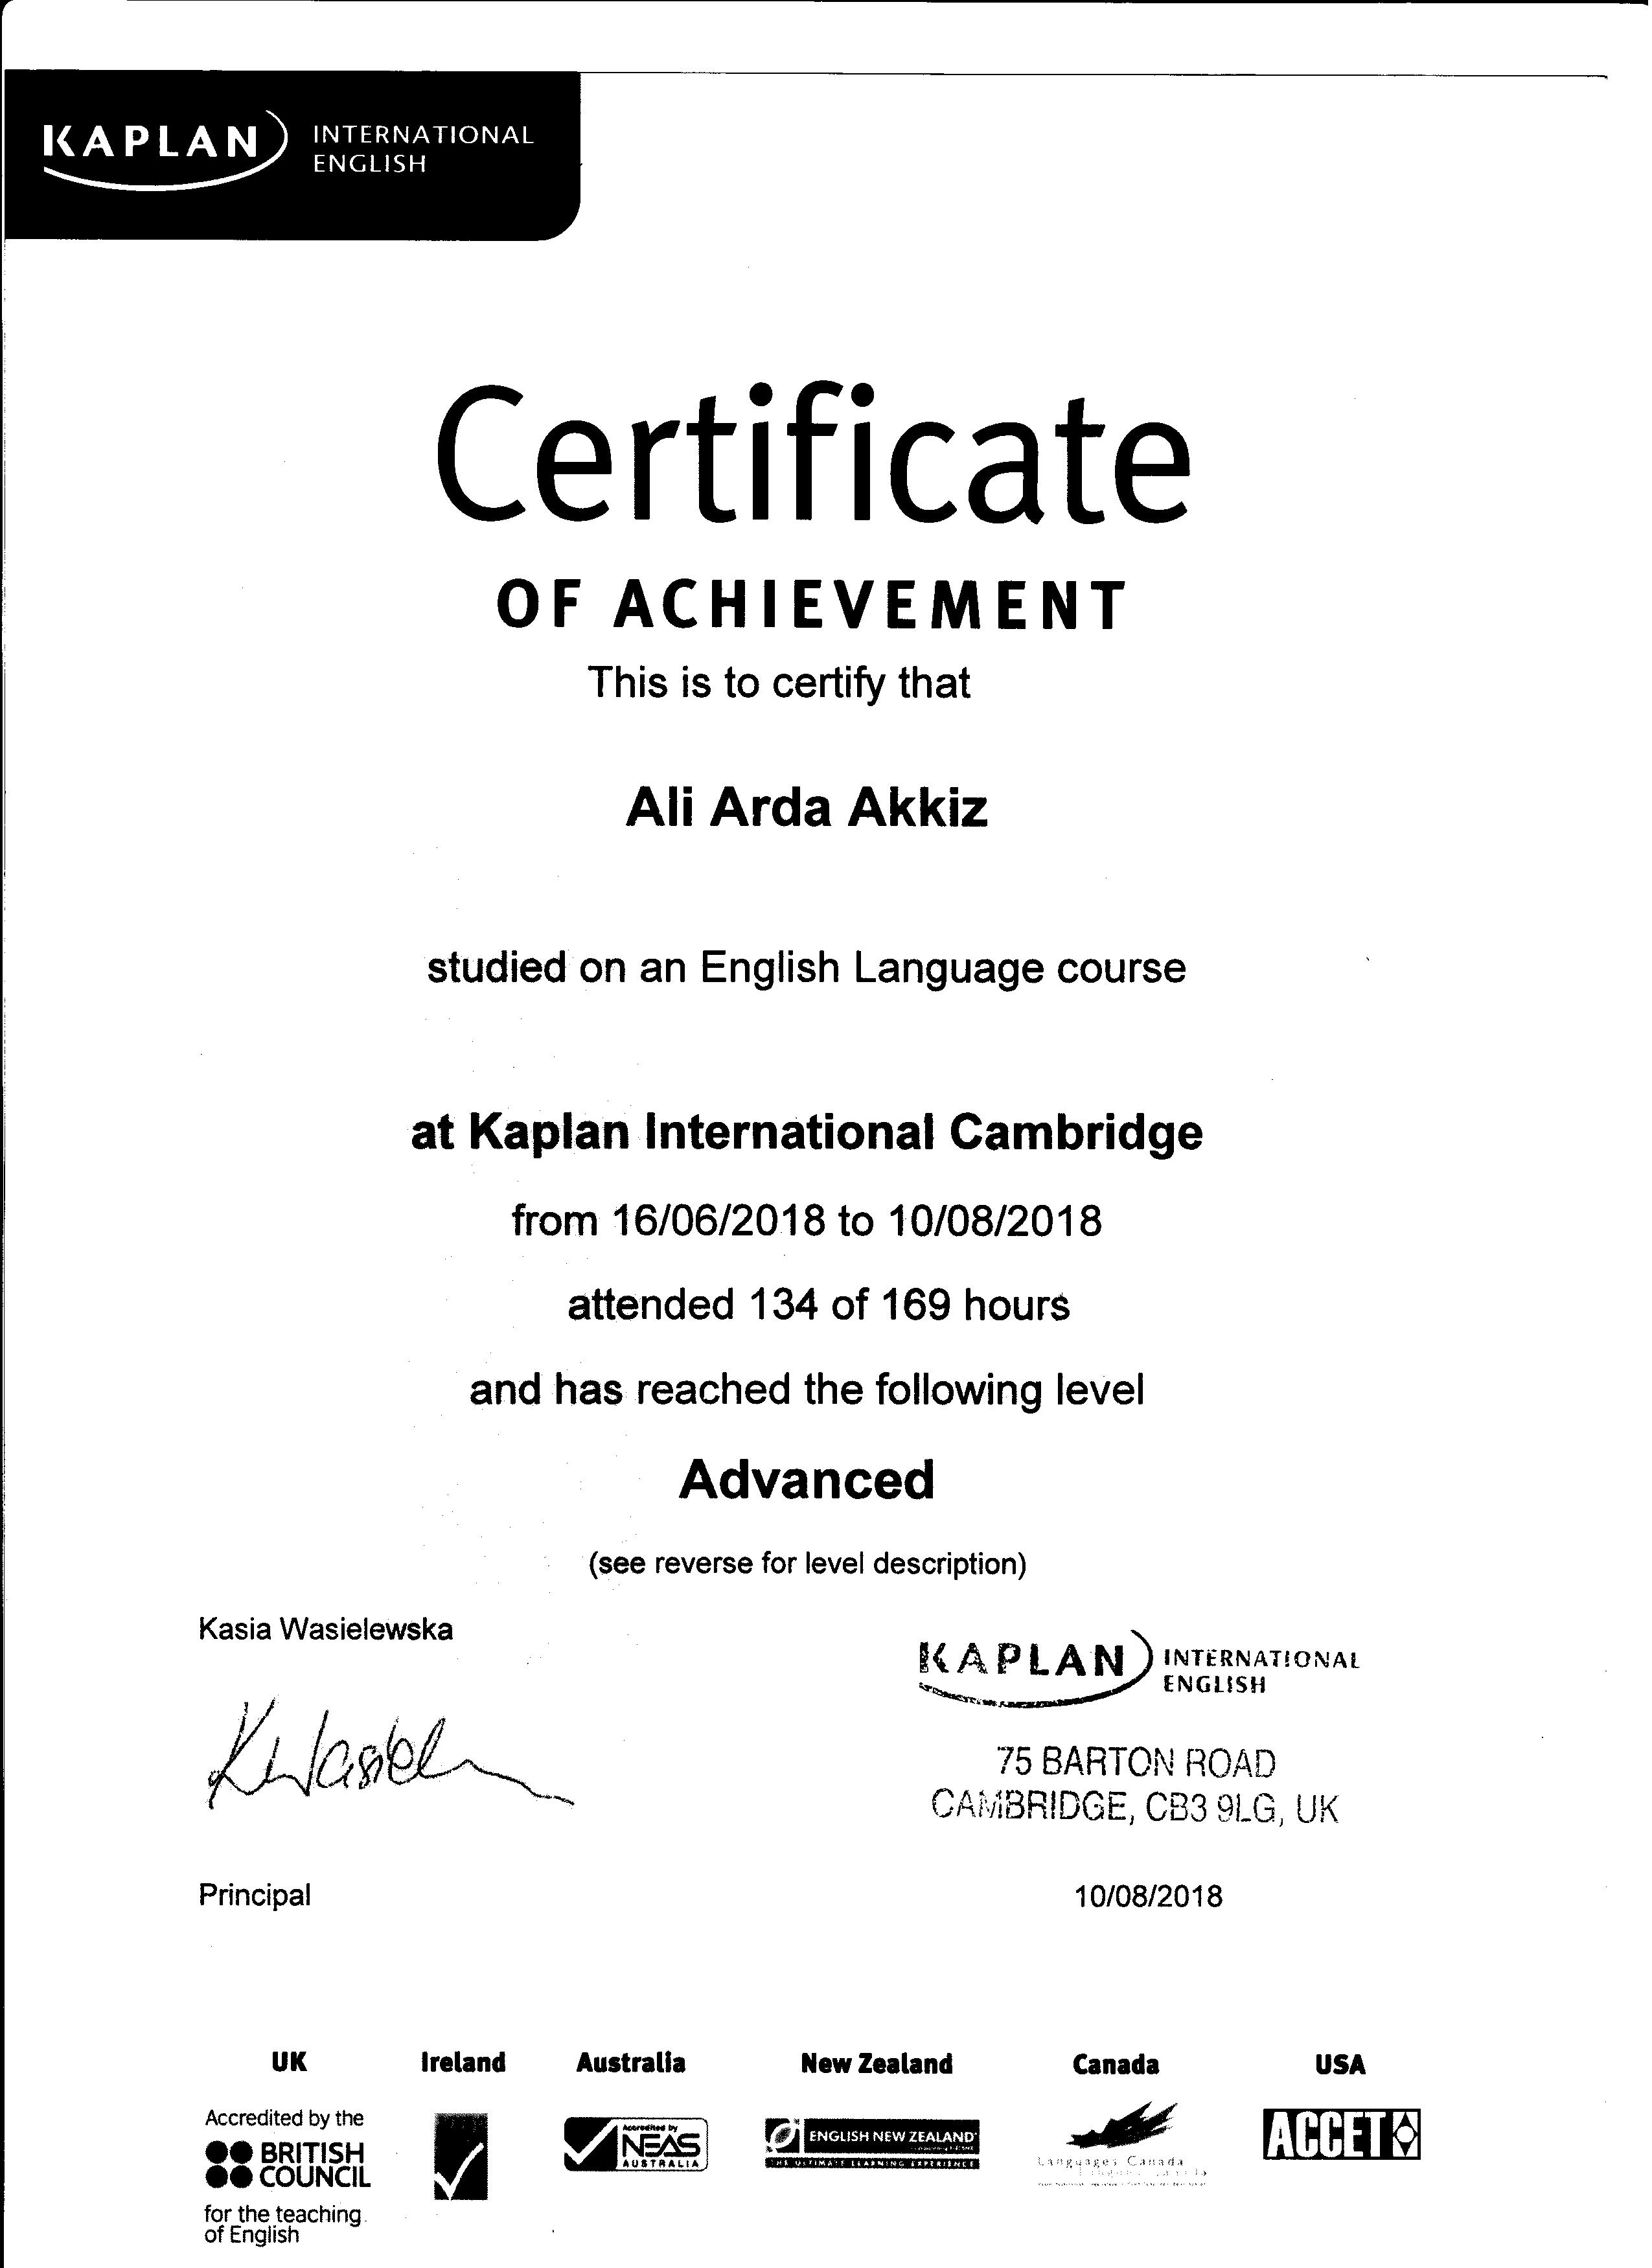 KAPLAN INTERNATIONAL
ENGLISH
Certificate
OF ACHIEVEMENT
This is to certify that
Ali Arda Akkiz
studied on an English Language course
at Kaplan International Cambridge
from 16/06/2018 to 10/08/2018
attended 134 of 169 hours
and has reached the following level
Advanced
(see reverse for level description)
Kasia Wasielewska
KAPLAN INTERNATIONAL
ENGLISH
75 BARTON ROAD
CAMBRIDGE, CB3 9LG, UK
Principal
10/08/2018
UK Ireland Australia New Zealand Canada USA
Accredited by the
BRITISH
COUNCIL
for the teaching
of English
Accredited by
NEAS
AUSTRALIA
ENGLISH NEW ZEALAND
THE ULTIMATE LEARNING EXPERIENCE
Languages Canada
ACCET